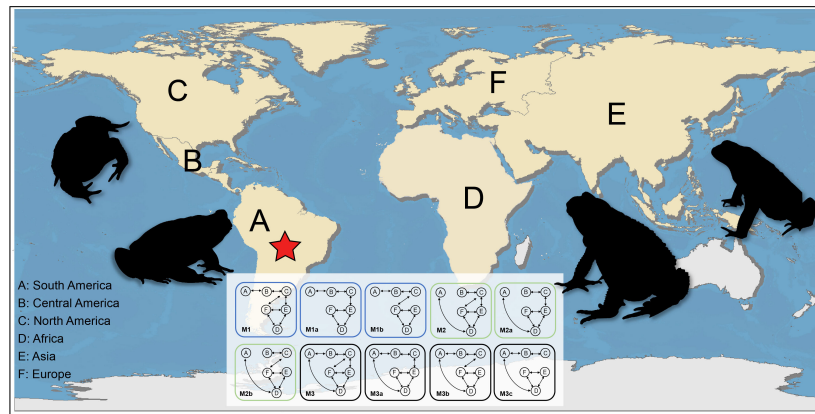 C
F
E
B
D
A
A: South America
B: Central America
C: North America
D: Africa
E: Asia
F: Europe
A B C
F E
D
M1
A B C
F E
D
M1a
A B C
F E
D
M1b
A B C
F E
D
M2
A B C
F E
D
M2a
A B C
F E
D
M2b
A B C
F E
D
M3
A B C
F E
D
M3a
A B C
F E
D
M3b
A B C
F E
D
M3c